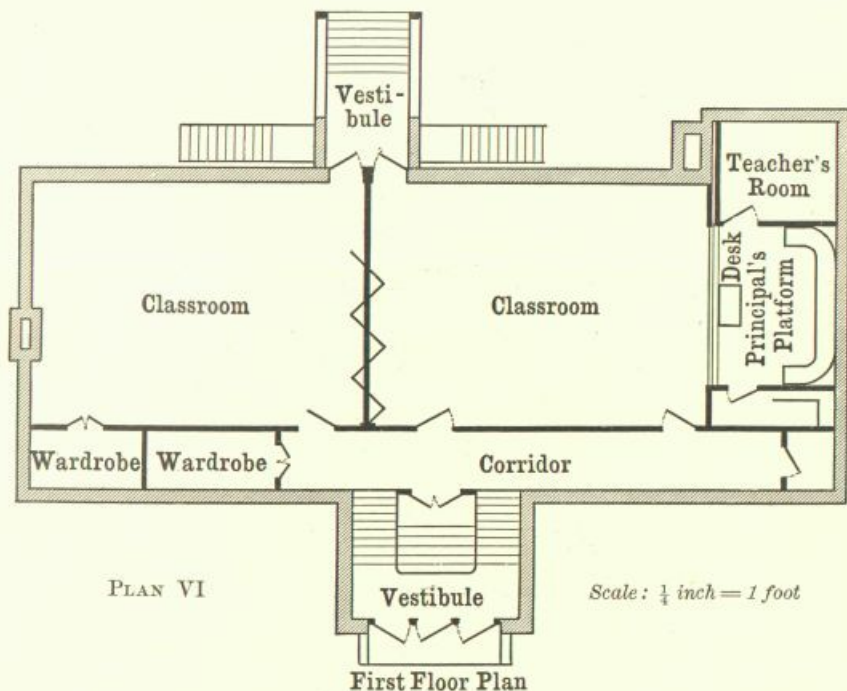 Vesti-
bule
Teacher's
Room
Classroom
Classroom
Desk
Principal's
Platform
Wardrobe
Wardrobe
Corridor
PLAN VI
Vestibule
Scale: ¼ inch = 1 foot
First Floor Plan